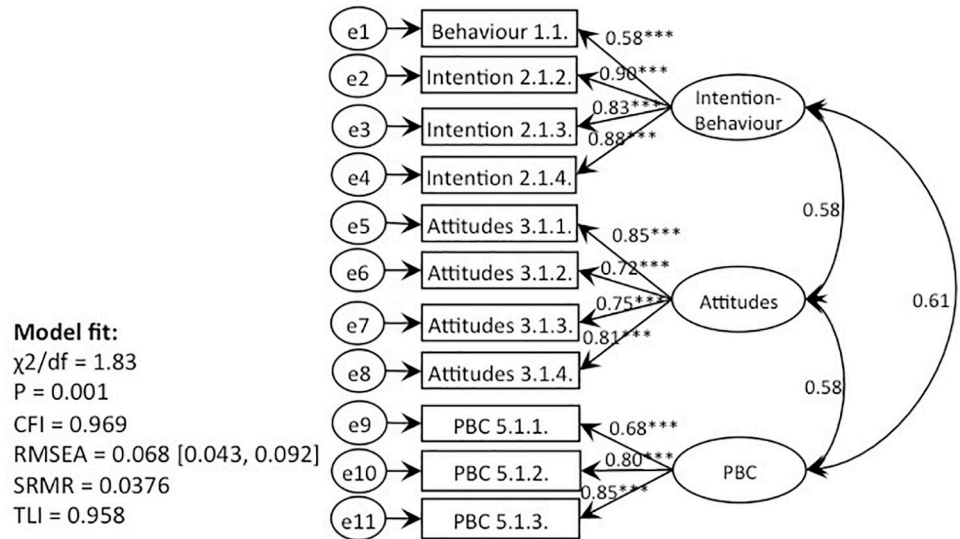 e1
Behaviour 1.1.
0.58***
e2
Intention 2.1.2.
0.90***
e3
Intention 2.1.3.
0.83***
e4
Intention 2.1.4.
0.88***
Intention-
Behaviour
e5
Attitudes 3.1.1.
0.85***
e6
Attitudes 3.1.2.
0.72***
e7
Attitudes 3.1.3.
0.75***
e8
Attitudes 3.1.4.
0.81***
Attitudes
e9
PBC 5.1.1.
0.68***
e10
PBC 5.1.2.
0.80***
e11
PBC 5.1.3.
0.85***
PBC
0.58
0.61
0.58
Model fit:
χ2/df = 1.83
P = 0.001
CFI = 0.969
RMSEA = 0.068 [0.043, 0.092]
SRMR = 0.0376
TLI = 0.958